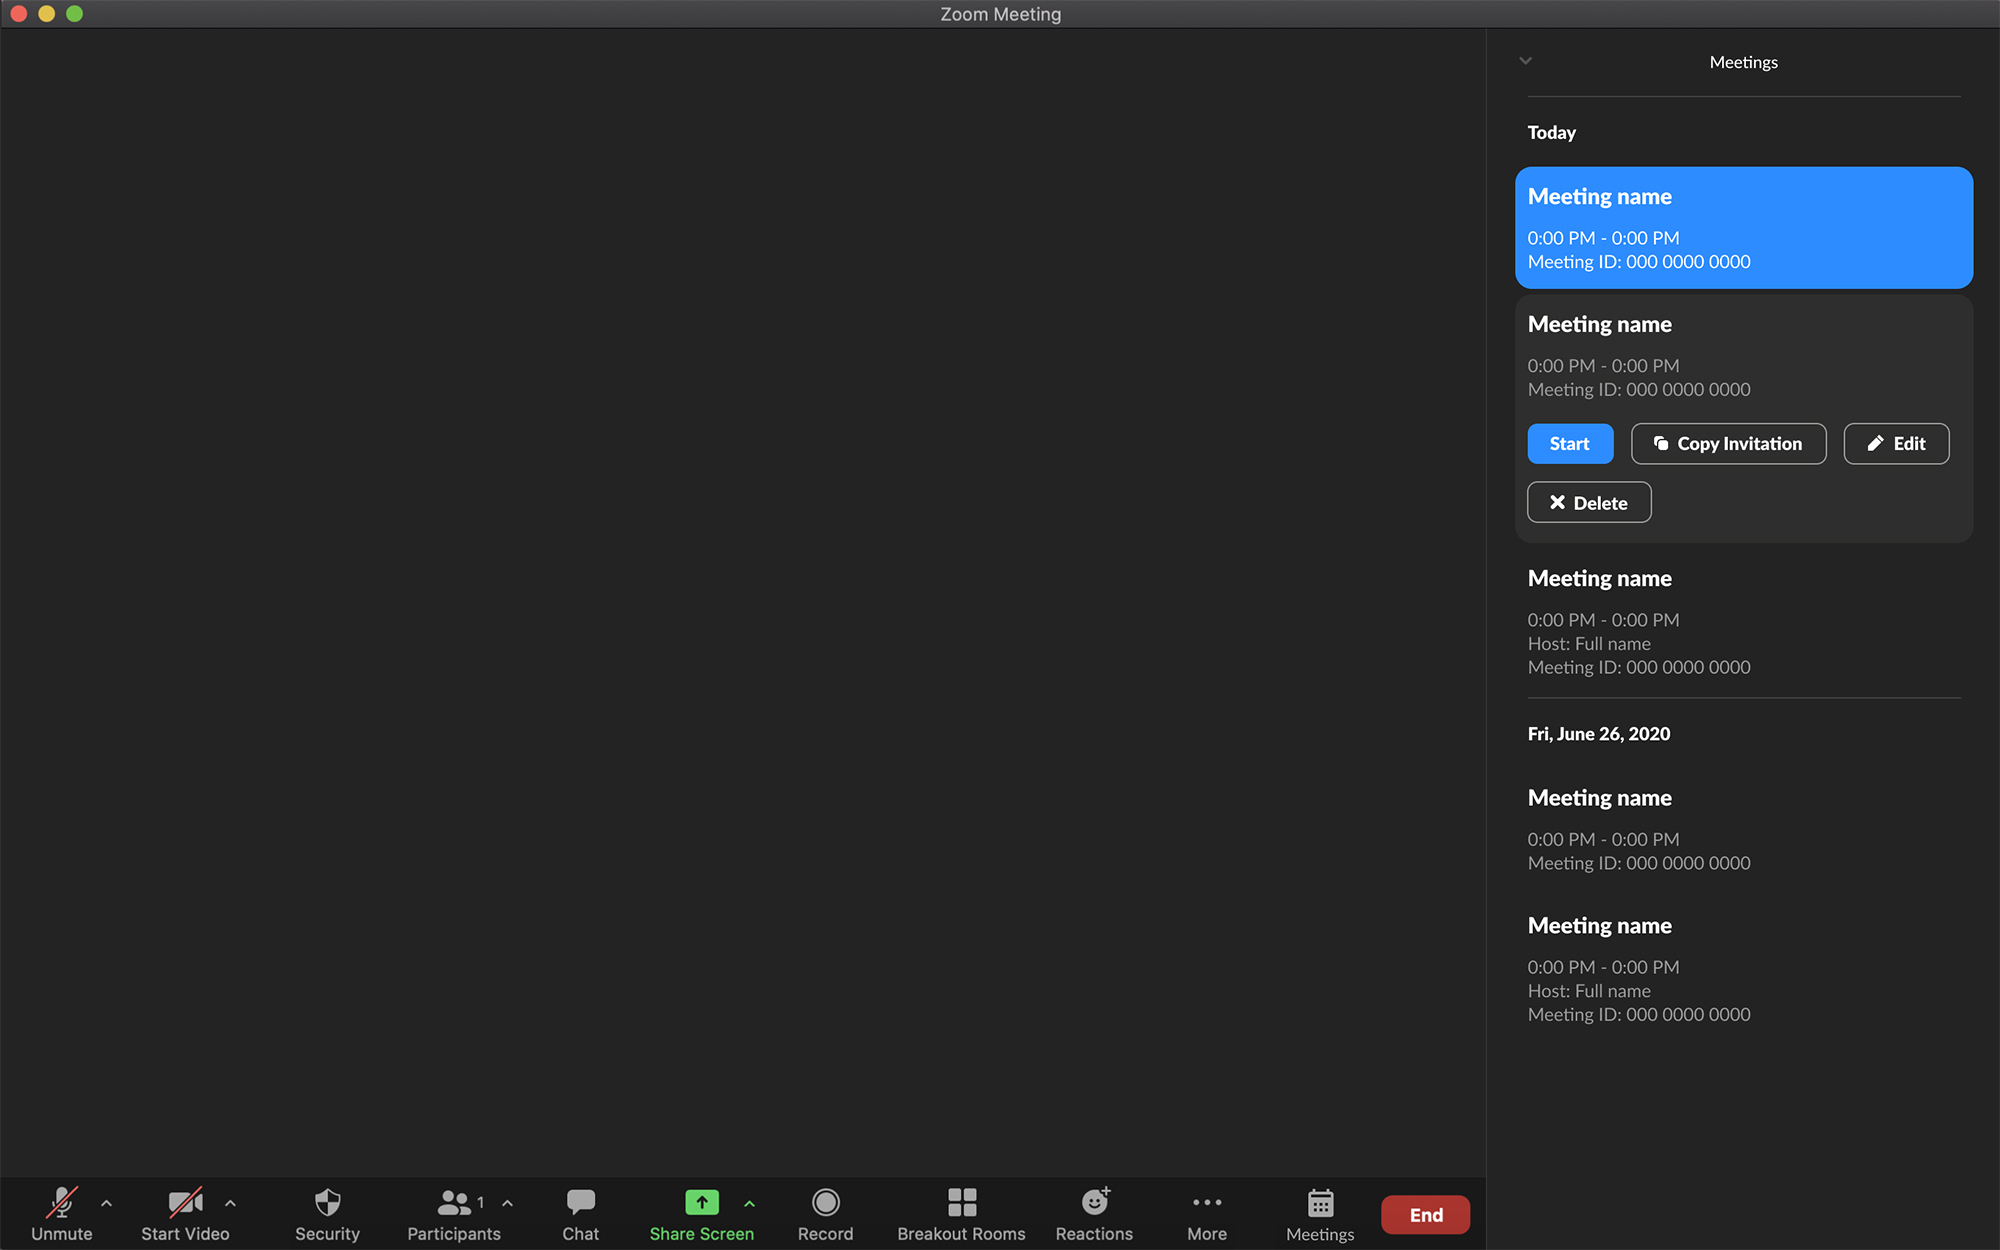 Zoom Meeting
Meetings
Today
Meeting name
0:00 PM - 0:00 PM
Meeting ID: 000 0000 0000
Meeting name
0:00 PM - 0:00 PM
Meeting ID: 000 0000 0000
Start
Copy Invitation
Edit
Delete
Meeting name
0:00 PM - 0:00 PM
Host: Full name
Meeting ID: 000 0000 0000
Fri, June 26, 2020
Meeting name
0:00 PM - 0:00 PM
Meeting ID: 000 0000 0000
Meeting name
0:00 PM - 0:00 PM
Host: Full name
Meeting ID: 000 0000 0000
Unmute
Start Video
Security
1
Participants
Chat
Share Screen
Record
Breakout Rooms
Reactions
More
Meetings
End